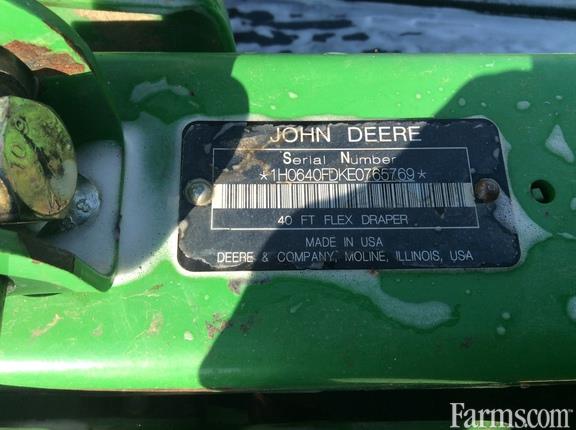 JOHN DEERE
Serial Number
*1H0640FDKE0765769*
40 FT FLEX DRAPER
MADE IN USA
DEERE & COMPANY, MOLINE, ILLINOIS, USA
Farms.com